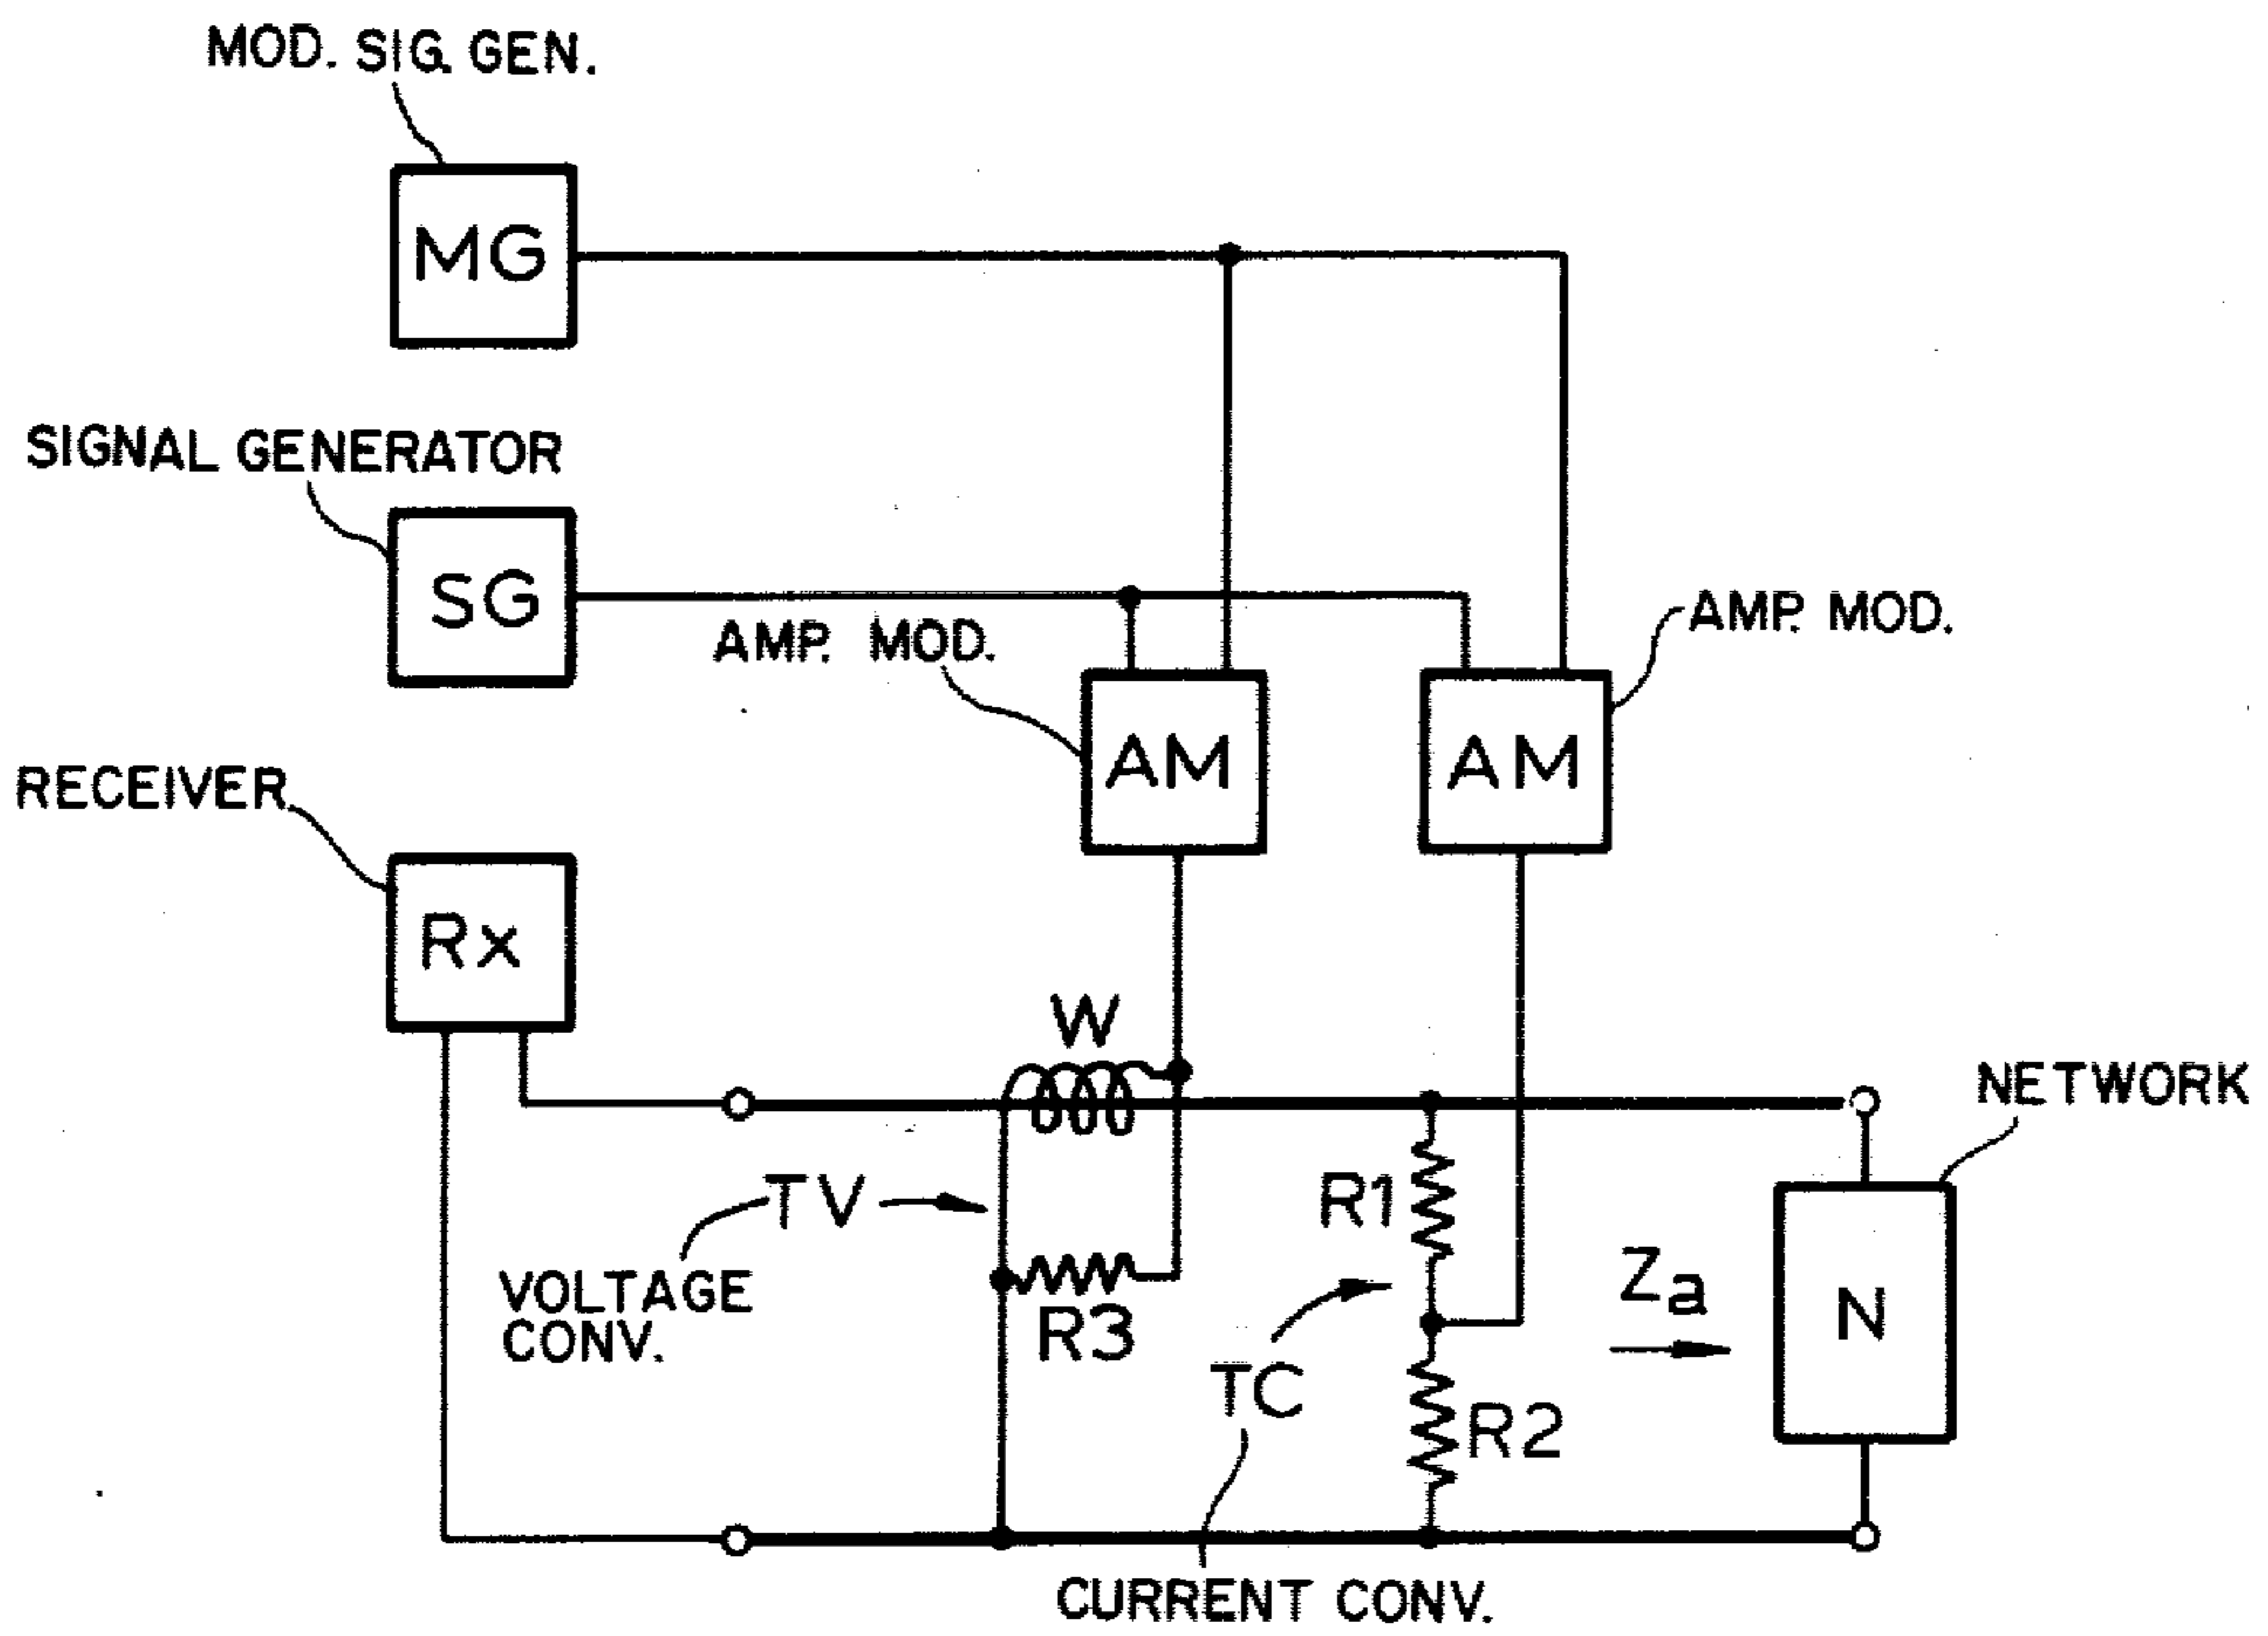 MOD. SIG. GEN.
MG
SIGNAL GENERATOR
SG
AMP. MOD.
AMP. MOD.
AM
AM
RECEIVER
Rx
W
NETWORK
TV
R1
VOLTAGE
CONV.
R3
Za
N
TC
R2
CURRENT CONV.